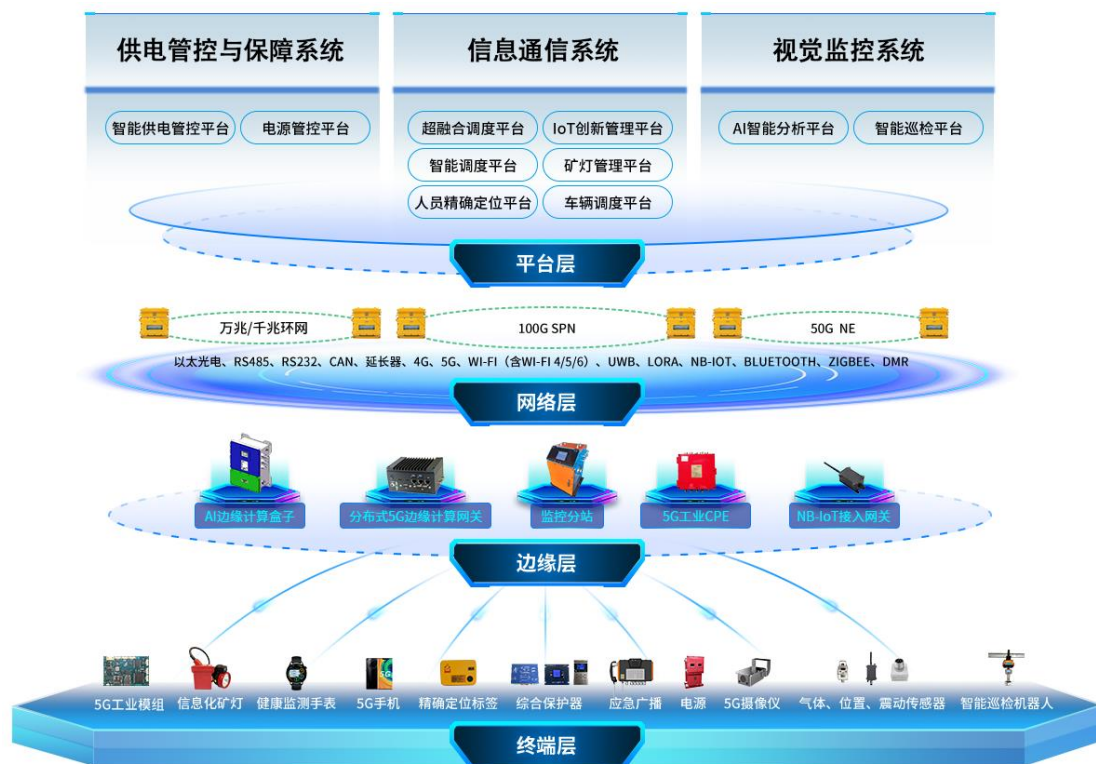 供电管控与保障系统
信息通信系统
视觉监控系统
智能供电管控平台
电源管控平台
超融合调度平台
IoT创新管理平台
AI智能分析平台
智能巡检平台
智能调度平台
矿灯管理平台
人员精确定位平台
车辆调度平台
平台层
万兆/千兆环网
100G SPN
50G NE
以太光电、RS485、RS232、CAN、延长器、4G、5G、WI-FI（含WI-FI 4/5/6）、UWB、LORA、NB-IOT、BLUETOOTH、ZIGBEE、DMR
网络层
AI边缘计算盒子
分布式5G边缘计算网关
监控分站
5G工业CPE
NB-IoT接入网关
边缘层
5G工业模组
信息化矿灯
健康监测手表
5G手机
精确定位标签
综合保护器
应急广播
电源
5G摄像仪
气体、位置、震动传感器
智能巡检机器人
终端层